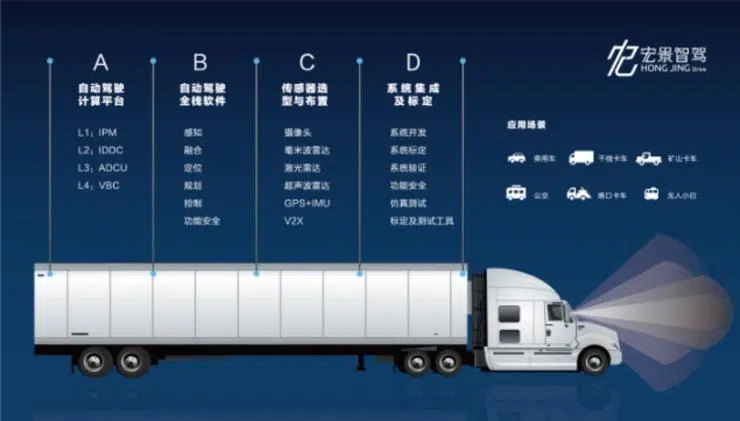 宏景智驾
HONG JING Drive
A
自动驾驶
计算平台
L1：IPM
L2：IDDC
L3：ADCU
L4：VBC
B
自动驾驶
全栈软件
感知
融合
定位
规划
控制
功能安全
C
传感器选
型与布置
摄像头
毫米波雷达
激光雷达
超声波雷达
GPS+IMU
V2X
D
系统集成
及标定
系统开发
系统标定
系统验证
功能安全
仿真测试
标定及测试工具
应用场景
乘用车
干线卡车
矿山卡车
公交
港口卡车
无人小巴